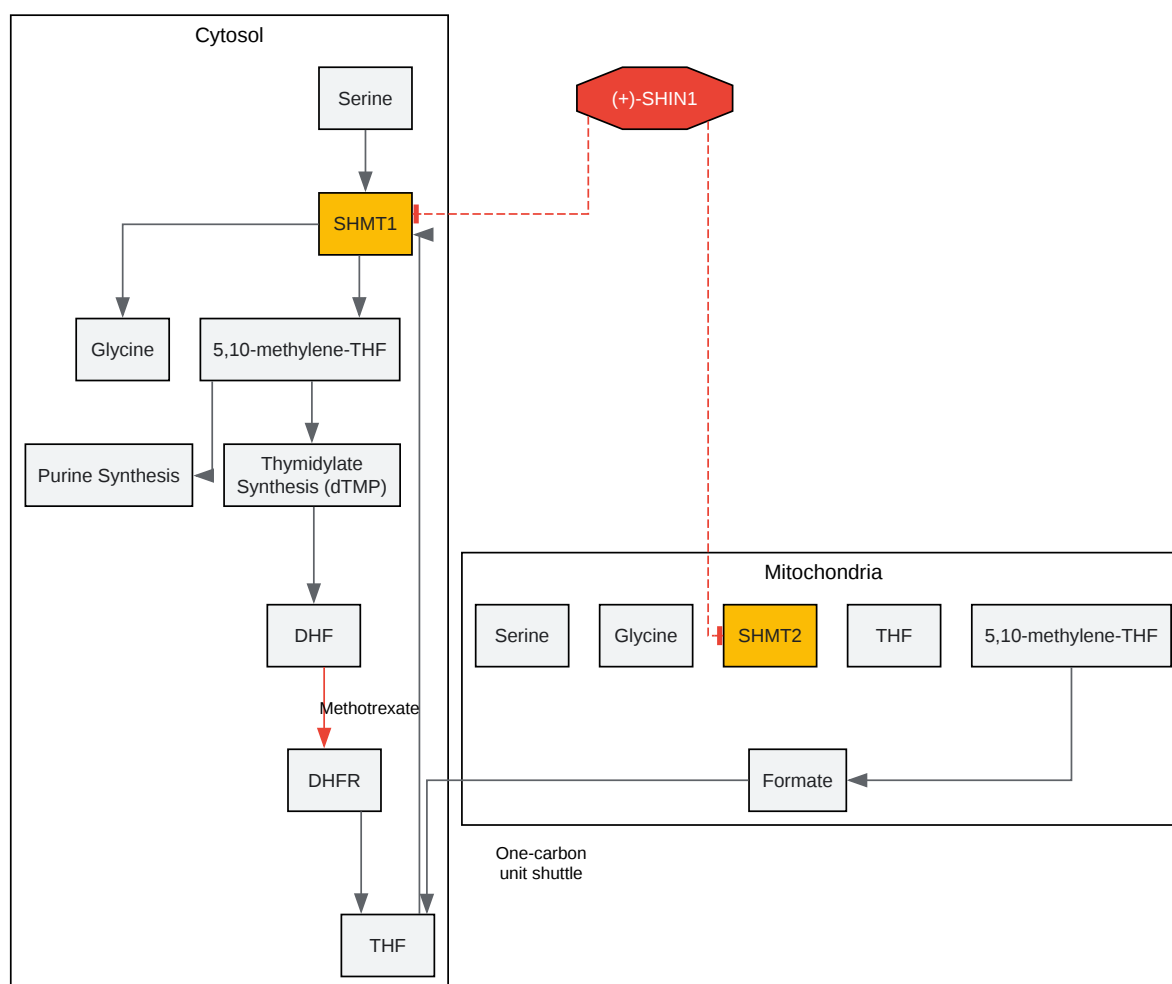 Cytosol
Serine
(+)-SHIN1
SHMT1
Glycine
5,10-methylene-THF
Purine Synthesis
Thymidylate
Synthesis (dTMP)
Mitochondria
DHF
Serine
Glycine
SHMT2
THF
5,10-methylene-THF
Methotrexate
DHFR
Formate
One-carbon
unit shuttle
THF